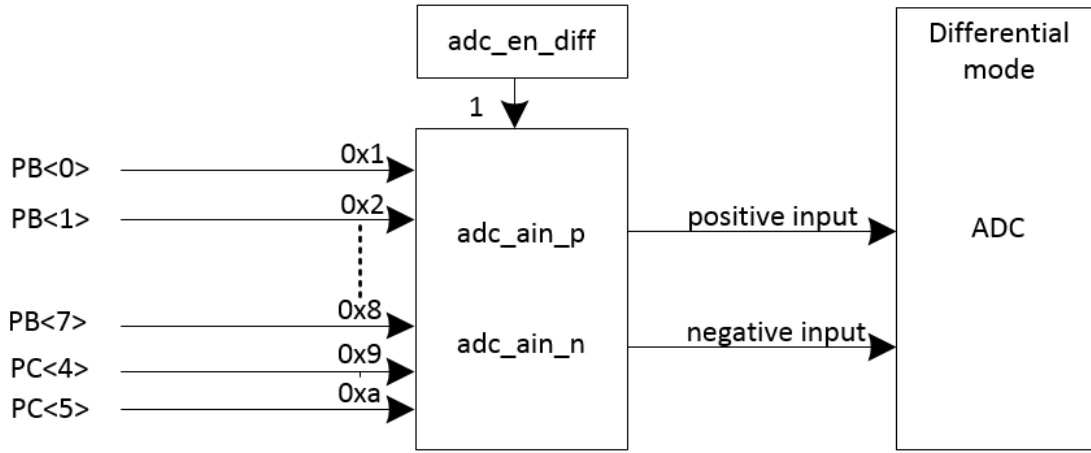 adc_en_diff
1
Differential
mode
PB<0>
0x1
PB<1>
0x2
adc_ain_p
positive input
ADC
PB<7>
0x8
adc_ain_n
negative input
PC<4>
0x9
PC<5>
0xa